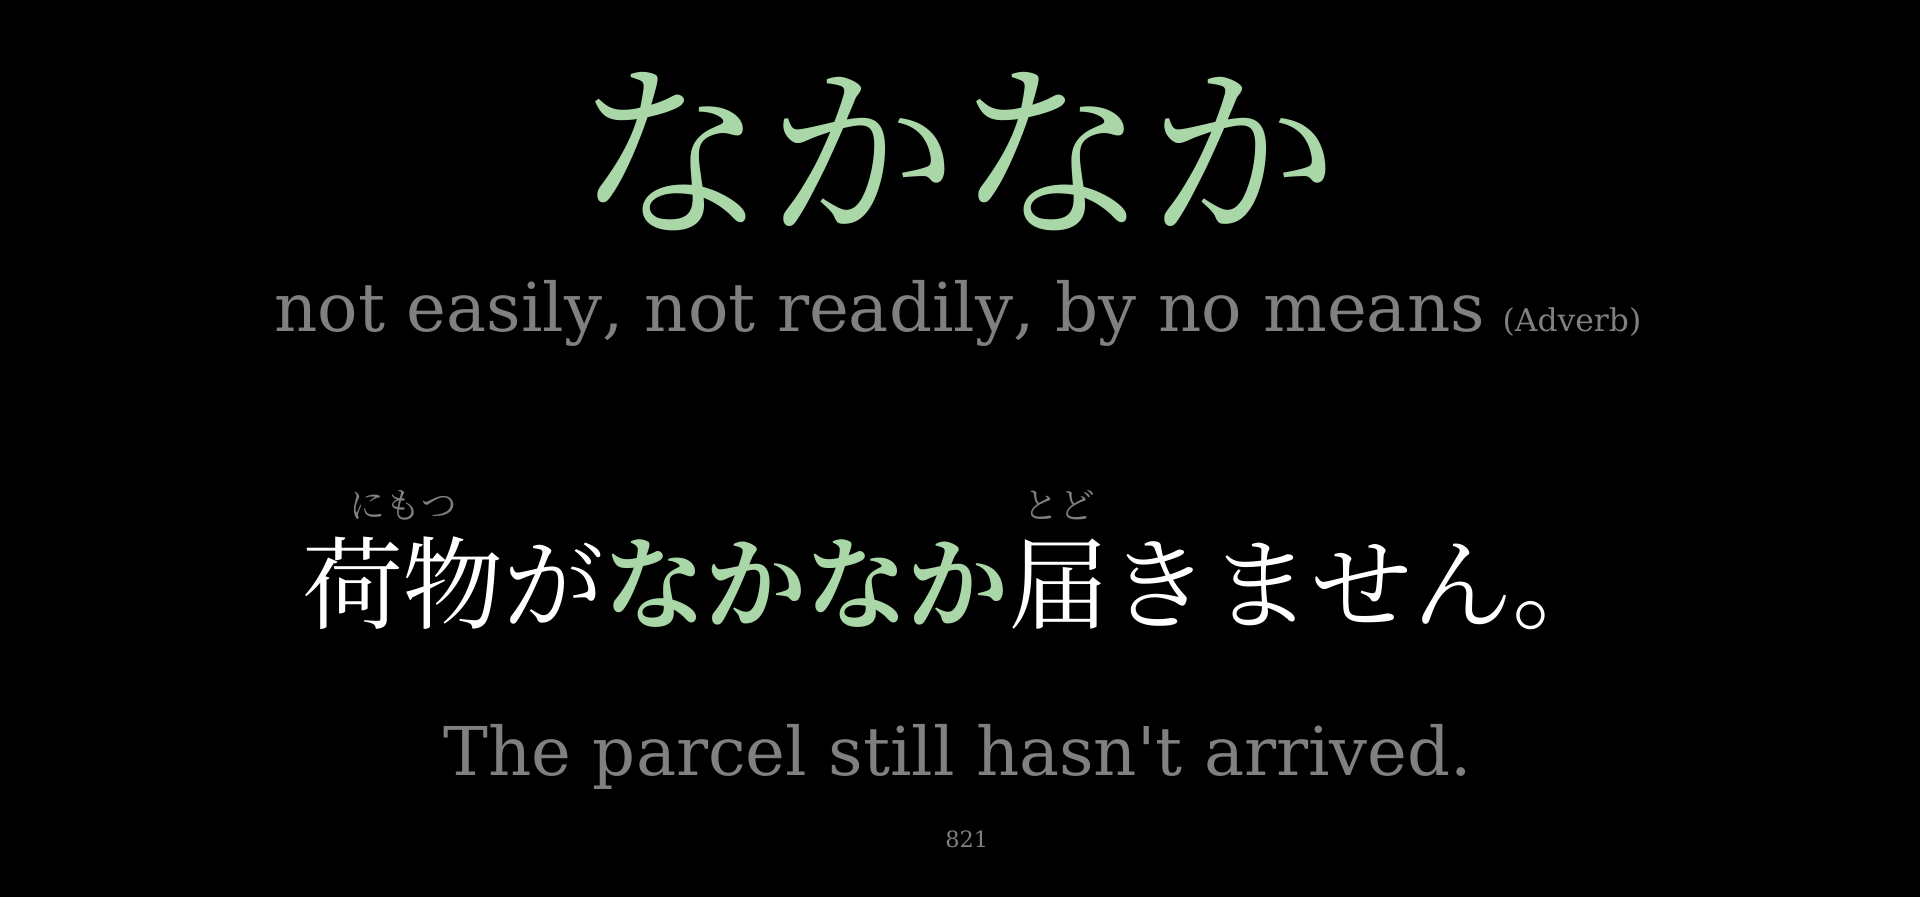 なかなか
not easily, not readily, by no means (Adverb)
にもつ とど
荷物がなかなか届きません。
The parcel still hasn't arrived.
821